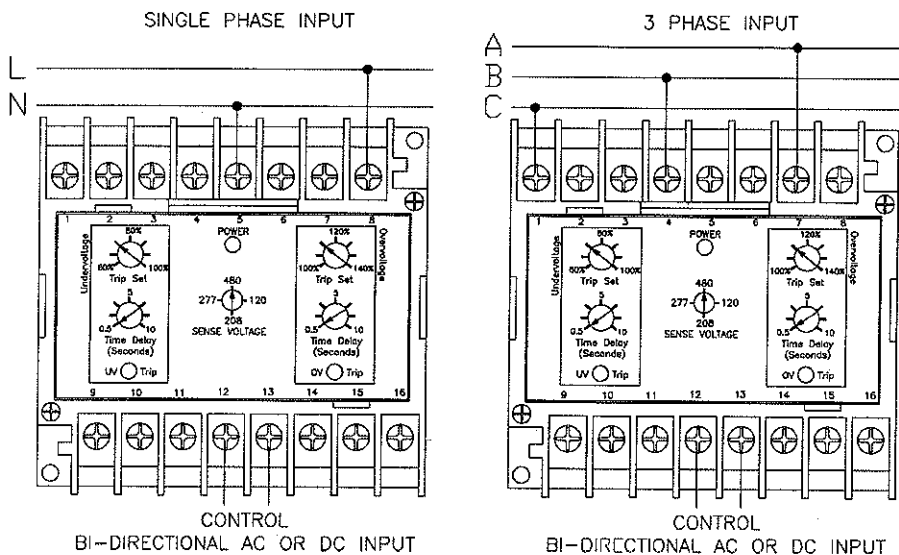 SINGLE PHASE INPUT
L
N
1 2 3 4 5 6 7 8
Undervoltage
80%
60% 100%
Trip Set
5
0.5 10
Time Delay
(Seconds)
UV Trip
POWER
480
277 120
208
SENSE VOLTAGE
Overvoltage
120%
100% 140%
Trip Set
5
0.5 10
Time Delay
(Seconds)
OV Trip
9 10 11 12 13 14 15 16
CONTROL
BI-DIRECTIONAL AC OR DC INPUT
3 PHASE INPUT
A
B
C
1 2 3 4 5 6 7 8
Undervoltage
80%
60% 100%
Trip Set
5
0.5 10
Time Delay
(Seconds)
UV Trip
POWER
480
277 120
208
SENSE VOLTAGE
Overvoltage
120%
100% 140%
Trip Set
5
0.5 10
Time Delay
(Seconds)
OV Trip
9 10 11 12 13 14 15 16
CONTROL
BI-DIRECTIONAL AC OR DC INPUT